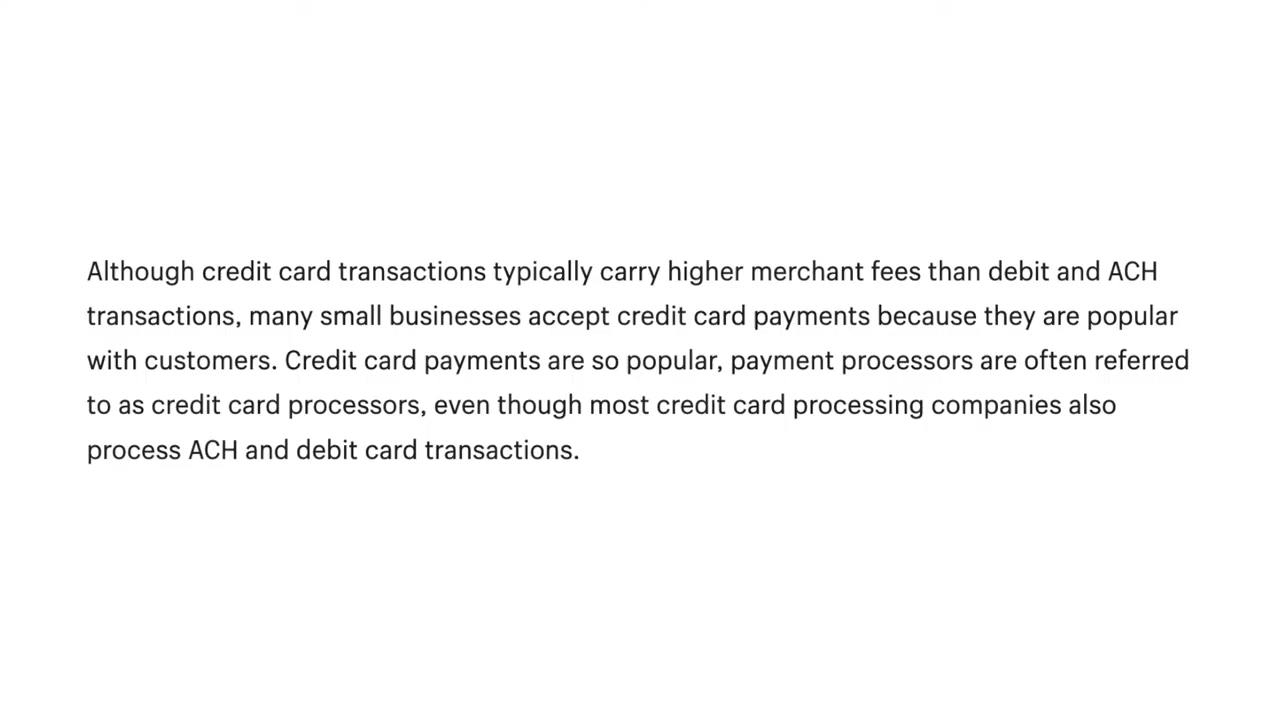 Although credit card transactions typically carry higher merchant fees than debit and ACH
transactions, many small businesses accept credit card payments because they are popular
with customers. Credit card payments are so popular, payment processors are often referred
to as credit card processors, even though most credit card processing companies also
process ACH and debit card transactions.